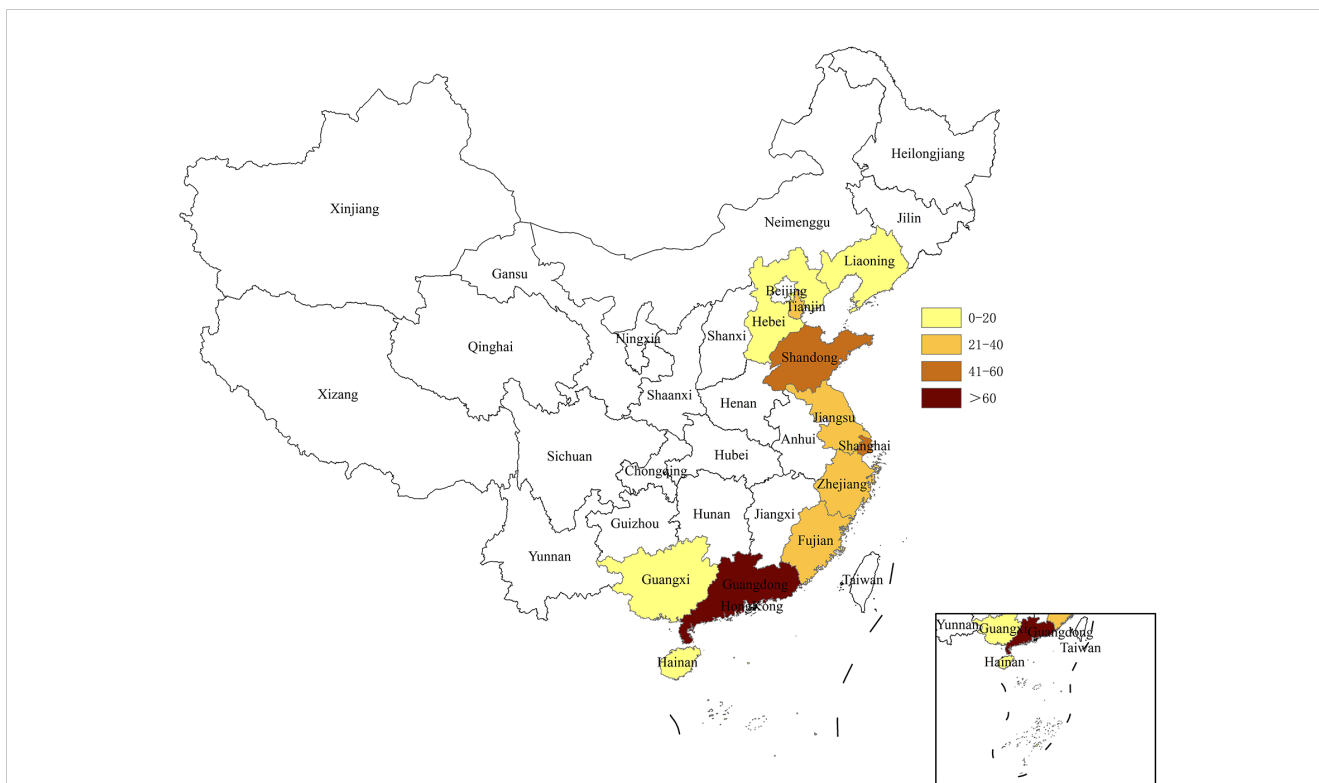 Heilongjiang
Xinjiang
Jilin
Neimenggu
Liaoning
Gansu
Beijing
Tianjin
0-20
Hebei
Ningxia
Shanxi
21-40
Qinghai
Shandong
41-60
Xizang
Shaanxi
Henan
>60
Jiangsu
Anhui
Shanghai
Sichuan
Hubei
Chongqing
Zhejiang
Hunan
Jiangxi
Guizhou
Fujian
Yunnan
Guangxi
Guangdong
Taiwan
HongKong
Hainan
Yunnan
Guangxi
Guangdong
Taiwan
Hainan